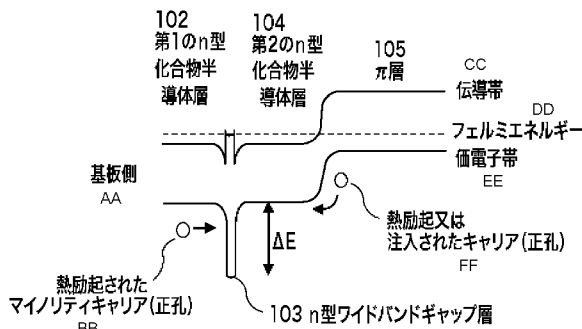 102
第1のn型
化合物半
導体層
104
第2のn型
化合物半
導体層
105
π層
CC
伝導帯
DD
フェルミエネルギー
価電子帯
EE
基板側
AA
ΔE
熱励起又は
注入されたキャリア(正孔)
FF
熱励起された
マイノリティキャリア(正孔)
BB
103 n型ワイドバンドギャップ層